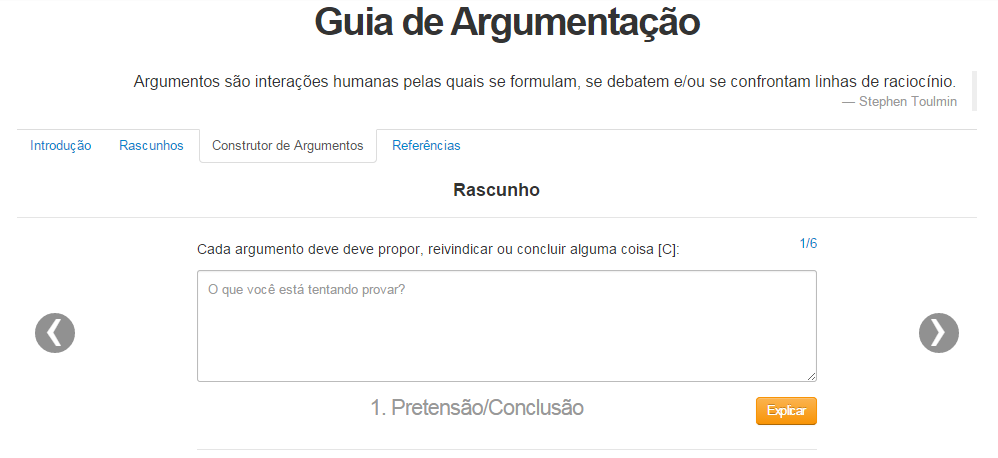 Guia de Argumentação
Argumentos são interações humanas pelas quais se formulam, se debatem e/ou se confrontam linhas de raciocínio.
— Stephen Toulmin
Introdução Rascunhos Construtor de Argumentos Referências
Rascunho
1/6
Cada argumento deve deve propor, reivindicar ou concluir alguma coisa [C]:
O que você está tentando provar?
1. Pretensão/Conclusão
Explicar